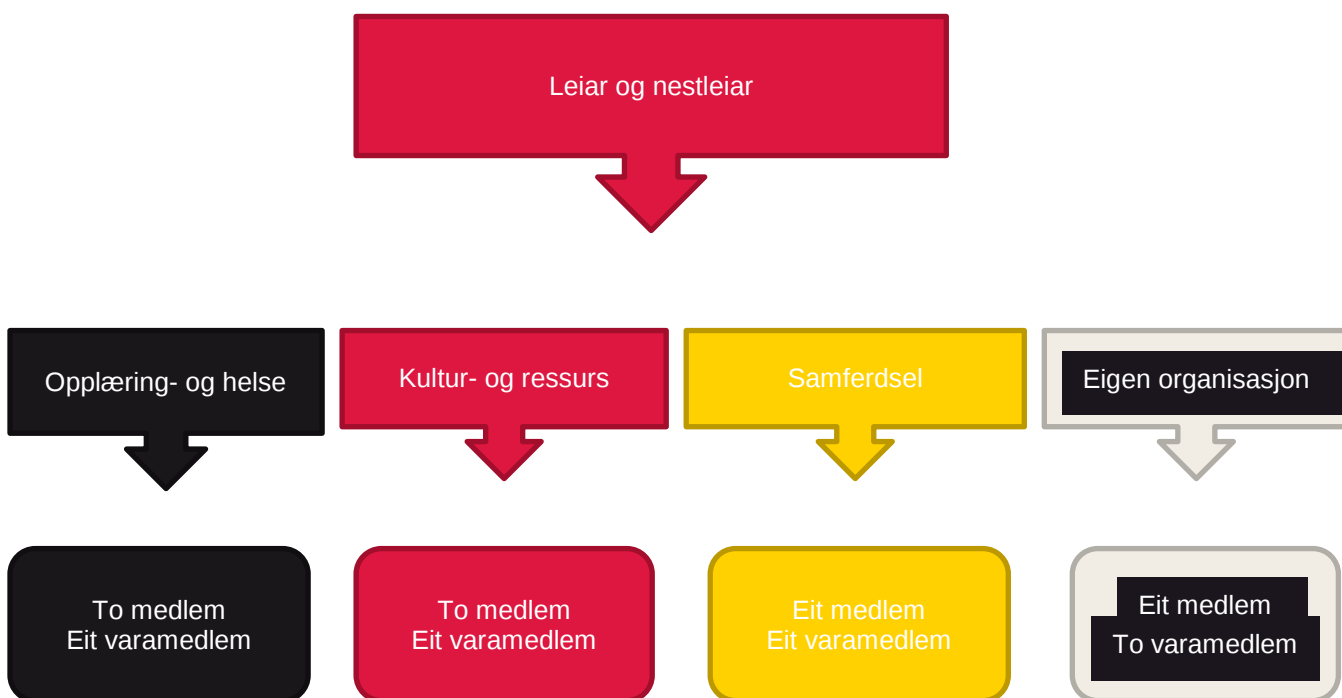 Leiar og nestleiar
Opplæring- og helse
Kultur- og ressurs
Samferdsel
Eigen organisasjon
To medlem
Eit varamedlem
To medlem
Eit varamedlem
Eit medlem
Eit varamedlem
Eit medlem
To varamedlem